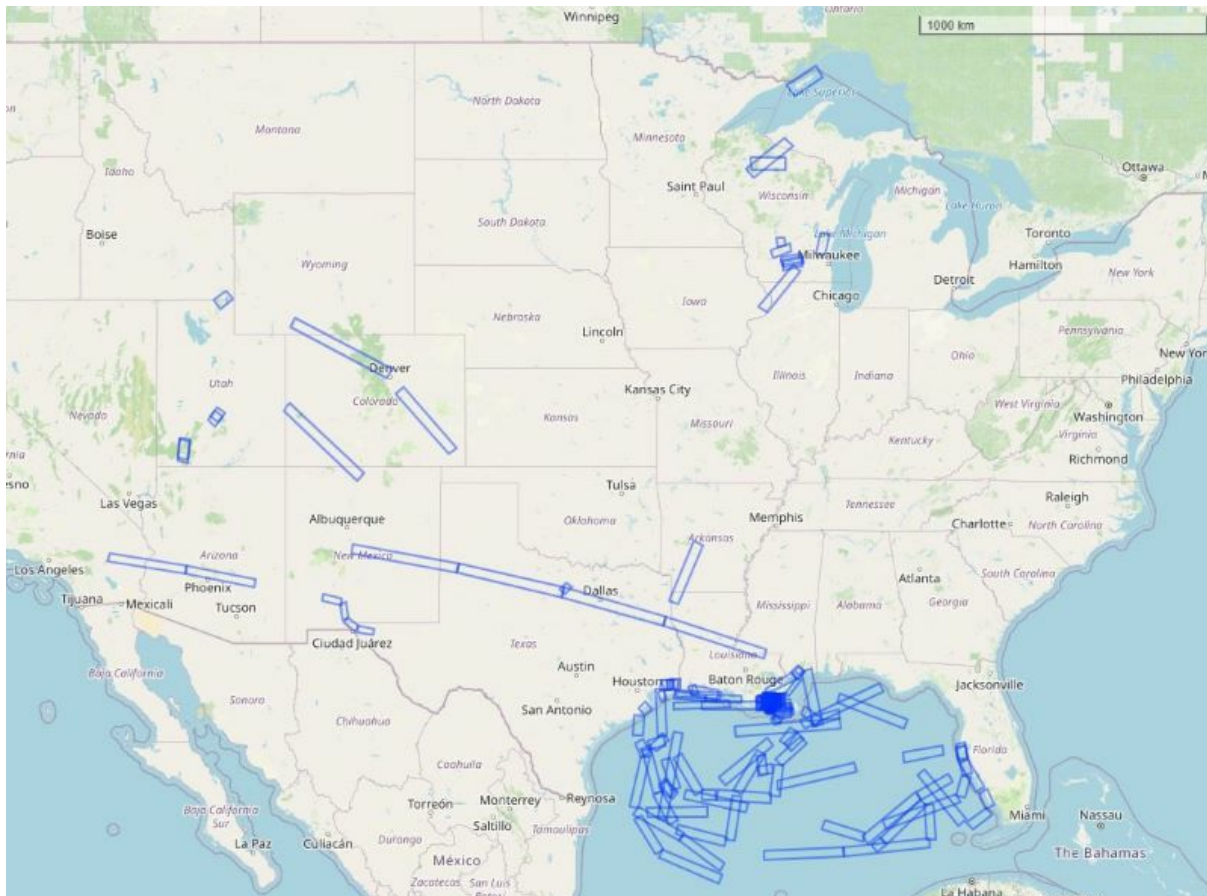 Winnipeg
Ontario
1000 km
Lake Superior
North Dakota
Montana
Minnesota
Ottawa
Idaho
Saint Paul
Wisconsin
Michigan
Lake Huron
South Dakota
Boise
Toronto
Lake Michigan
Milwaukee
Hamilton
Wyoming
New York
Detroit
Chicago
Iowa
Nebraska
Lincoln
Pennsylvania
New York
Ohio
Denver
Utah
Illinois
Indiana
Philadelphia
Kansas City
Colorado
Nevada
Kansas
West Virginia
Washington
Missouri
Virginia
Kentucky
Richmond
Tulsa
Las Vegas
Raleigh
Tennessee
Albuquerque
Oklahoma
Memphis
Charlotte
North Carolina
Arkansas
New Mexico
Arizona
Los Angeles
Phoenix
Dallas
Atlanta
South Carolina
Tijuana
Mexicali
Tucson
Mississippi
Alabama
Georgia
Ciudad Juárez
Texas
Louisiana
Baja California
Austin
Houston
Baton Rouge
Jacksonville
Sonora
San Antonio
Chihuahua
Florida
Coahuila
Baja California
Sur
Torreón
Monterrey
Reynosa
Saltillo
Tamaulipas
Miami
Nassau
La Paz
Culiacán
Durango
México
The Bahamas
Zacatecas
San Luis
La Habana